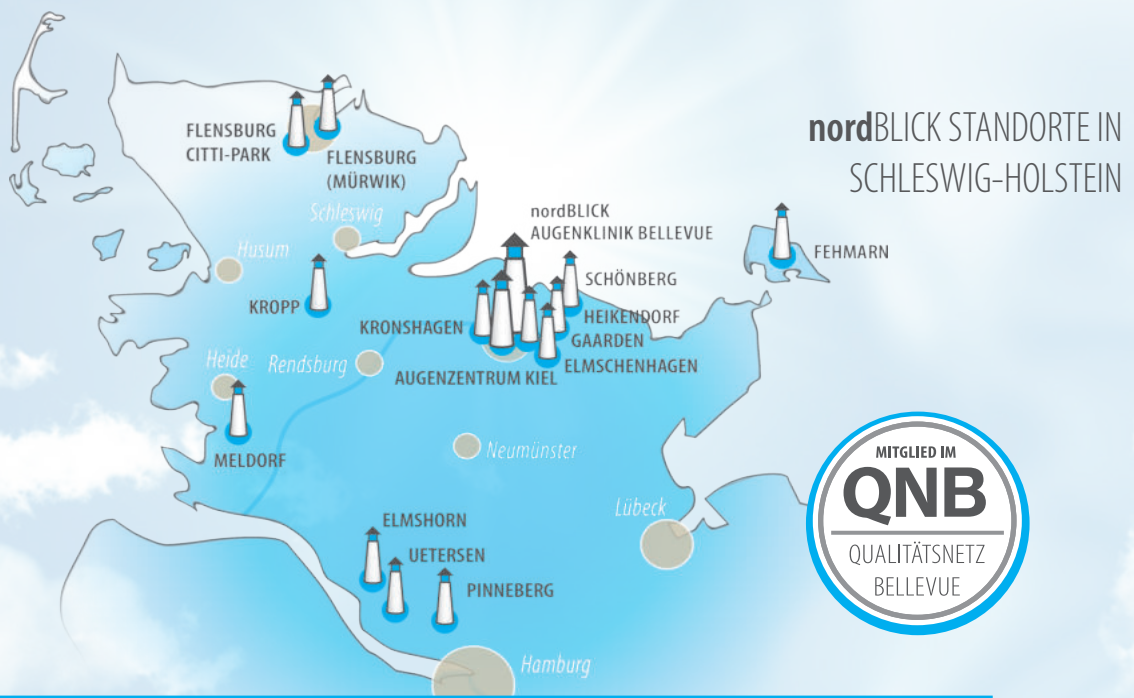 nordBLICK STANDORTE IN
SCHLESWIG-HOLSTEIN
FLENSBURG
CITTI-PARK
FLENSBURG
(MÜRWIK)
Schleswig
Husum
KROPP
nordBLICK
AUGENKLINIK BELLEVUE
FEHMARN
SCHÖNBERG
HEIKENDORF
KRONSHAGEN
GAARDEN
ELMSCHENHAGEN
AUGENZENTRUM KIEL
Heide
Rendsburg
MELDORF
Neumünster
Lübeck
ELMSHORN
UETERSEN
PINNEBERG
Hamburg
MITGLIED IM
QNB
QUALITÄTSNETZ
BELLEVUE